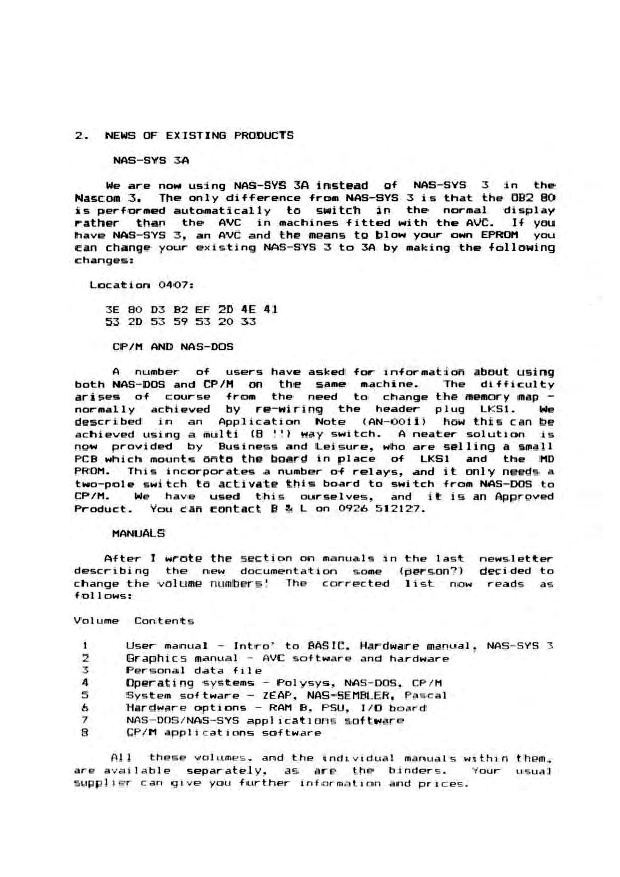 2. NEWS OF EXISTING PRODUCTS
NAS-SYS 3A
We are now using NAS-SYS 3A instead of NAS-SYS 3 in the
Nascom 3. The only difference from NAS-SYS 3 is that the 0B2 80
is performed automatically to switch in the normal display
rather than the AVC in machines fitted with the AVC. If you
have NAS-SYS 3, an AVC and the means to blow your own EPROM you
can change your existing NAS-SYS 3 to 3A by making the following
changes:
Location 0407:
3E 80 D3 B2 EF 2D 4E 41
53 2D 53 59 53 20 33
CP/M AND NAS-DOS
A number of users have asked for information about using
both NAS-DOS and CP/M on the same machine. The difficulty
arises of course from the need to change the memory map -
normally achieved by re-wiring the header plug LKS1. We
described in an Application Note (AN-0011) how this can be
achieved using a multi (8 !!) way switch. A neater solution is
now provided by Business and Leisure, who are selling a small
PCB which mounts onto the board in place of LKS1 and the MD
PROM. This incorporates a number of relays, and it only needs a
two-pole switch to activate this board to switch from NAS-DOS to
CP/M. We have used this ourselves, and it is an Approved
Product. You can contact B & L on 0926 512127.
MANUALS
After I wrote the section on manuals in the last newsletter
describing the new documentation some (person?) decided to
change the volume numbers! The corrected list now reads as
follows:
Volume Contents
1 User manual - Intro' to BASIC, Hardware manual, NAS-SYS 3
2 Graphics manual - AVC software and hardware
3 Personal data file
4 Operating systems - Polysys, NAS-DOS, CP/M
5 System software - ZEAP, NAS-SEMBLER, Pascal
6 Hardware options - RAM B, PSU, I/O board
7 NAS-DOS/NAS-SYS applications software
8 CP/M applications software
All these volumes, and the individual manuals within them,
are available separately, as are the binders. Your usual
supplier can give you further information and prices.